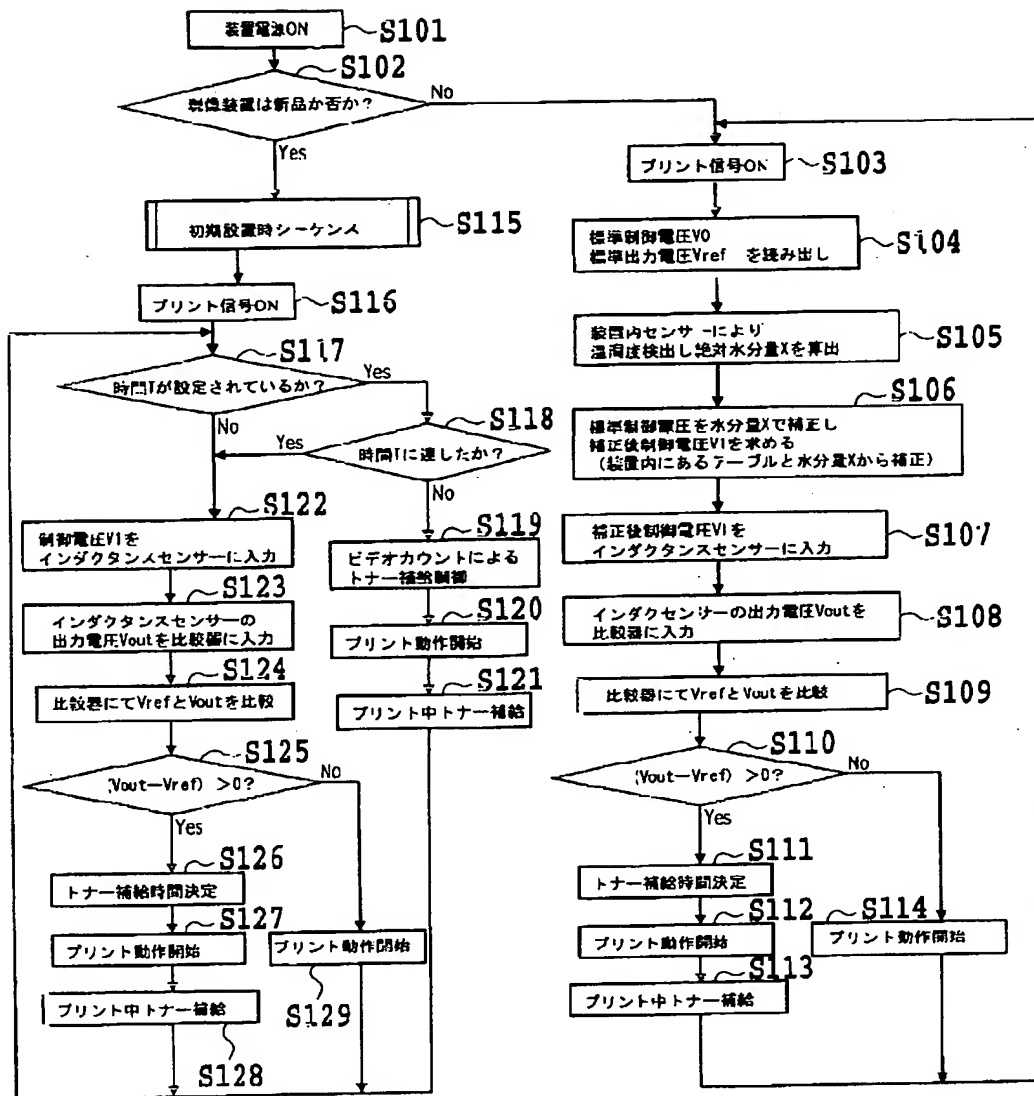 装置電源ON
S101
S102
現像装置は新品か否か?
No
Yes
初期設置時シーケンス
S115
プリント信号ON
S116
S117
時間Tが設定されているか?
Yes
No
S118
時間Tに達したか?
Yes
No
S119
ビデオカウントによる
トナー補給制御
S120
プリント動作開始
S121
プリント中トナー補給
S122
制御電圧V1を
インダクタンスセンサーに入力
S123
インダクタンスセンサーの
出力電圧Voutを比較器に入力
S124
比較器にてVrefとVoutを比較
S125
(Vout−Vref) >0?
No
Yes
S126
トナー補給時間決定
S127
プリント動作開始
プリント中トナー補給
S128
プリント動作開始
S129
プリント信号ON
S103
標準制御電圧V0
標準出力電圧Vref を読み出し
S104
装置内センサーにより
温湿度検出し絶対水分量Xを算出
S105
S106
標準制御電圧を水分量Xで補正し
補正後制御電圧V1を求める
(装置内にあるテーブルと水分量Xから補正)
補正後制御電圧V1を
インダクタンスセンサーに入力
S107
インダクセンサーの出力電圧Voutを
比較器に入力
S108
比較器にてVrefとVoutを比較
S109
S110
(Vout−Vref) >0?
No
Yes
S111
トナー補給時間決定
S112
プリント動作開始
S113
プリント中トナー補給
S114
プリント動作開始